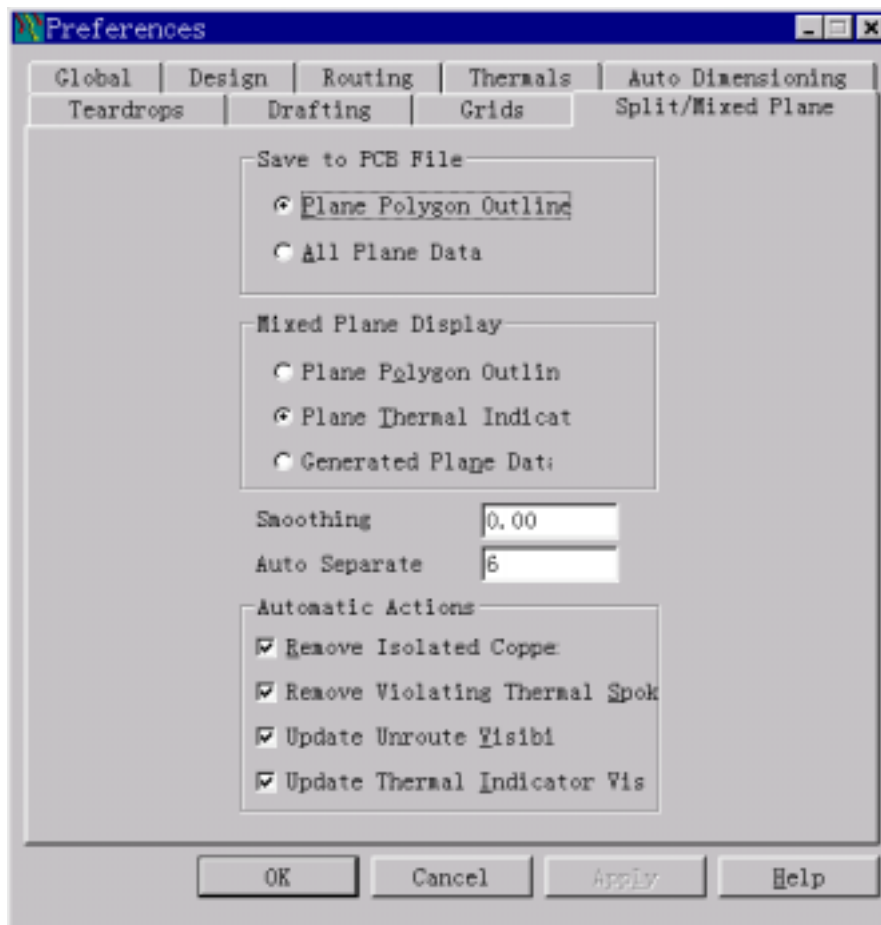 Preferences
Global Design Routing Thermals Auto Dimensioning
Teardrops Drafting Grids Split/Mixed Plane
Save to PCB File
Plane Polygon Outline
All Plane Data
Mixed Plane Display
Plane Polygon Outlin
Plane Thermal Indicat
Generated Plane Data
Smoothing 0.00
Auto Separate 6
Automatic Actions
Remove Isolated Coppe
Remove Violating Thermal Spok
Update Unroute Visibi
Update Thermal Indicator Vis
OK Cancel Apply Help